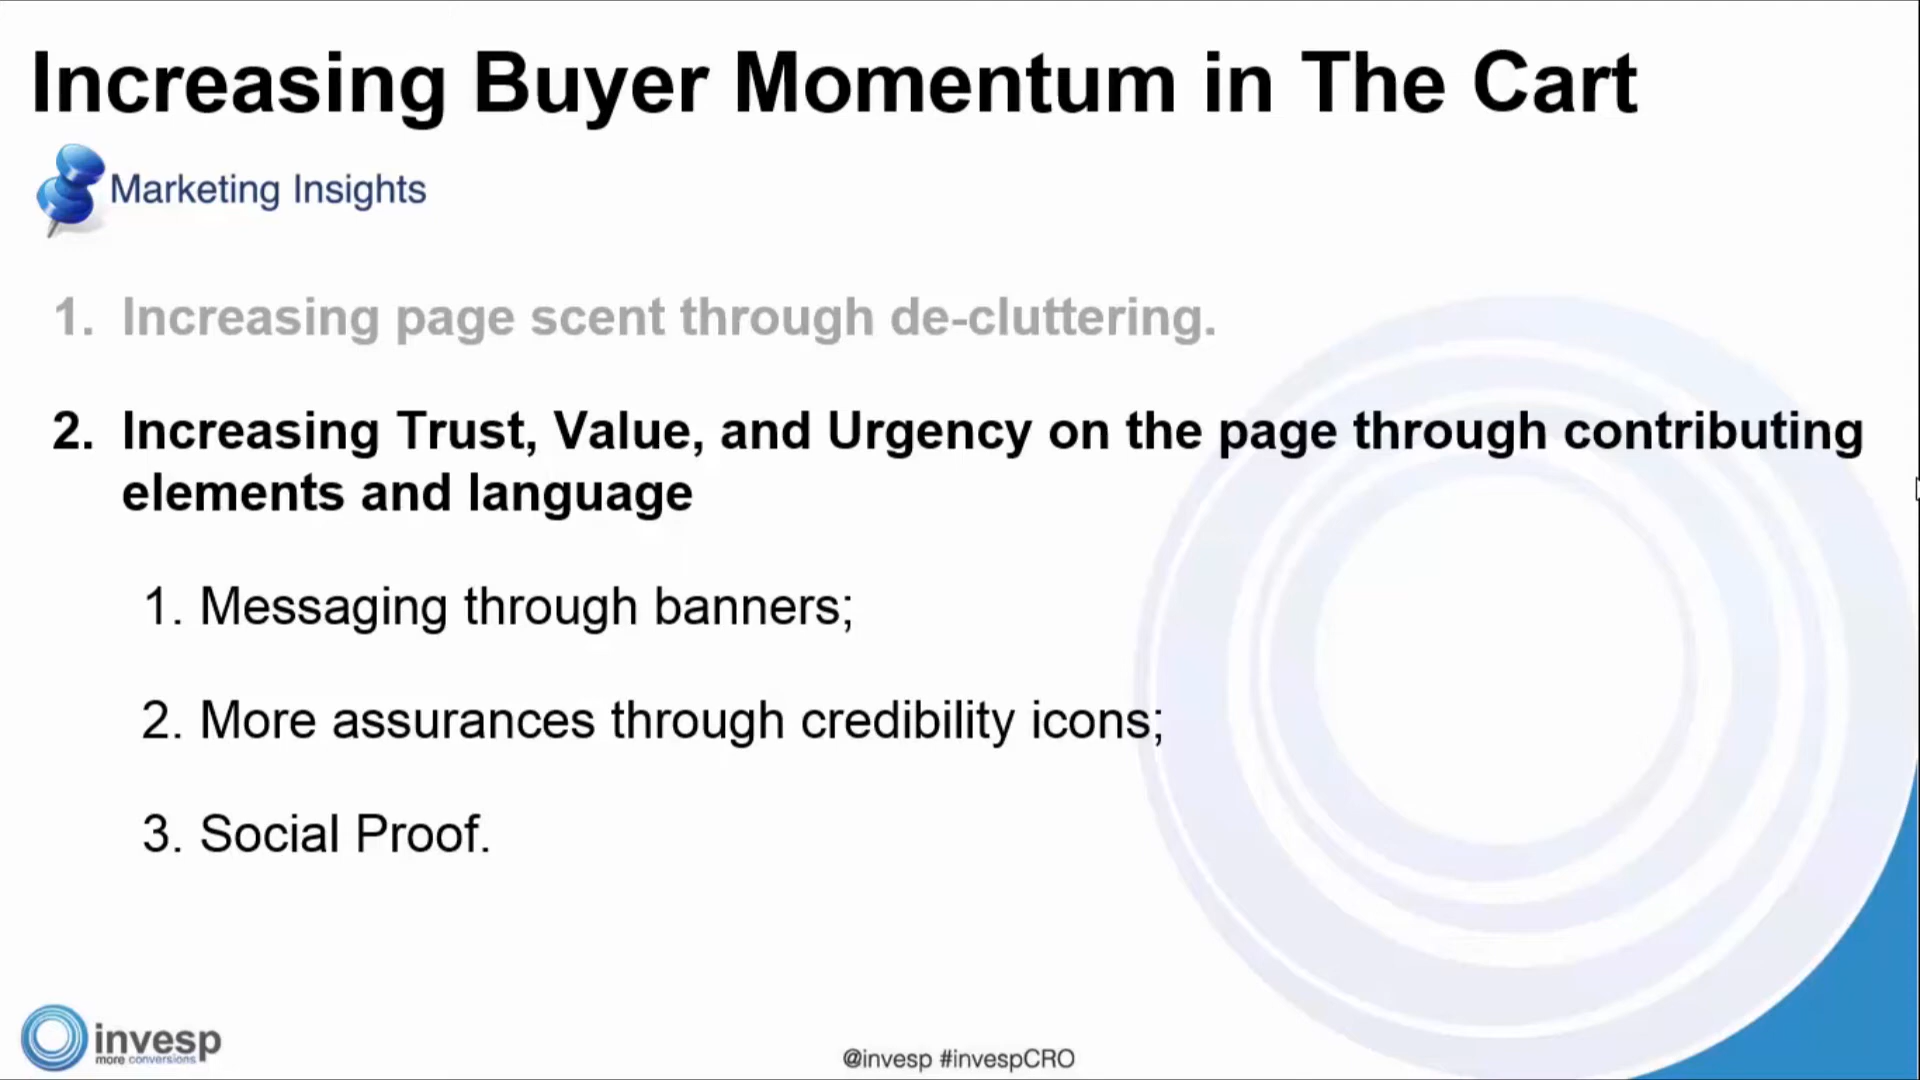 Increasing Buyer Momentum in The Cart
Marketing Insights
1. Increasing page scent through de-cluttering.
2. Increasing Trust, Value, and Urgency on the page through contributing
elements and language
1. Messaging through banners;
2. More assurances through credibility icons;
3. Social Proof.
invesp
more conversions
@invesp #invespCRO